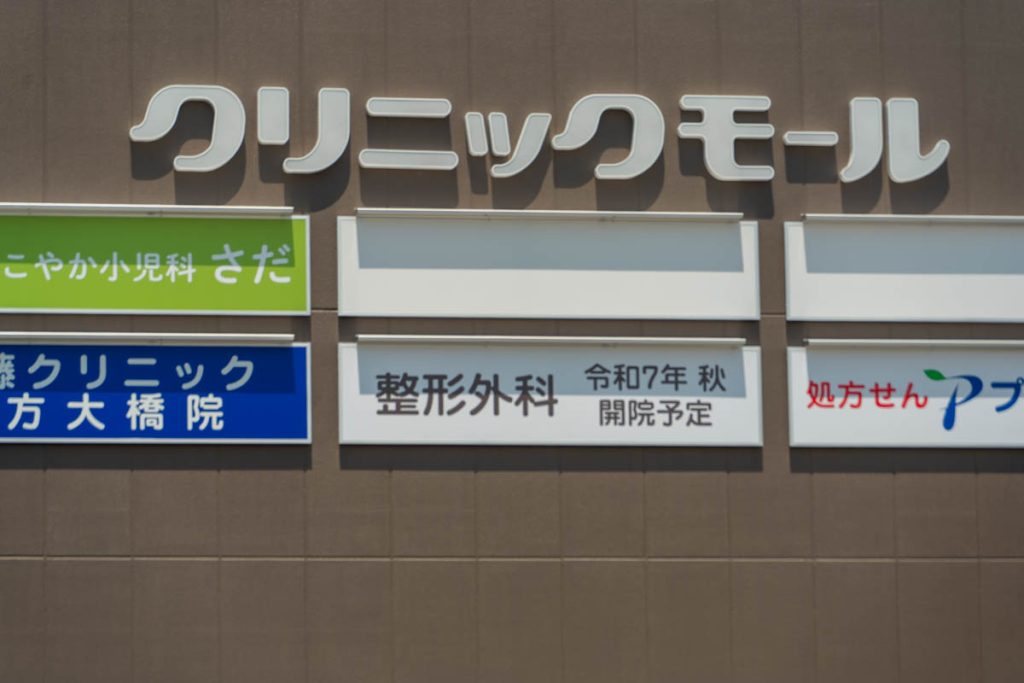 クリニックモール
こやか小児科 さだ
藤クリニック
方大橋院
整形外科
令和7年 秋
開院予定
処方せん プ